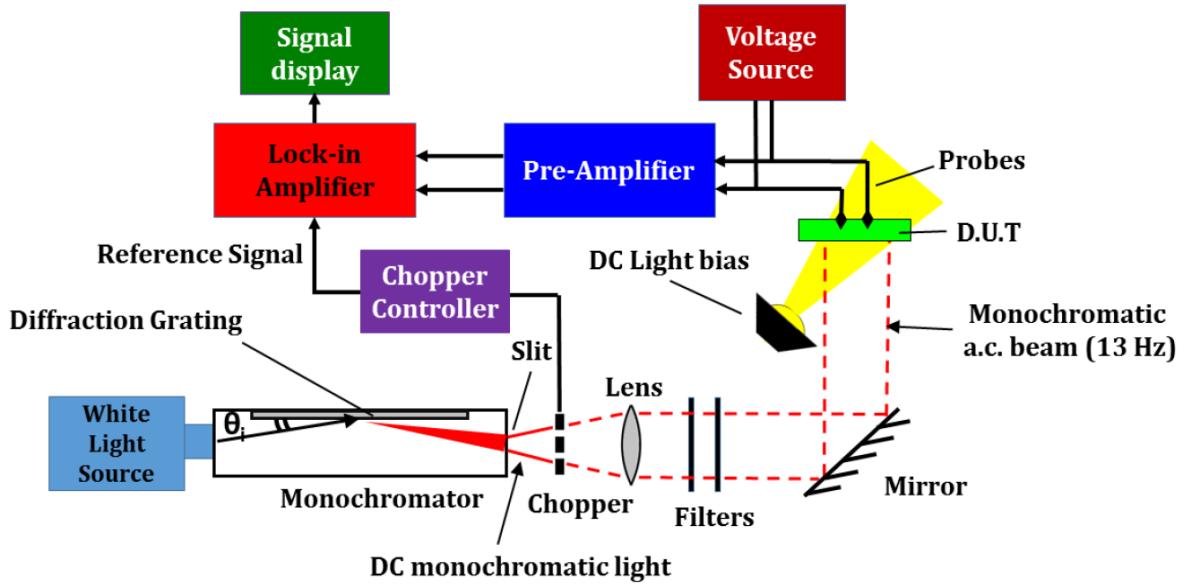 Signal
display
Voltage
Source
Lock-in
Amplifier
Pre-Amplifier
Probes
D.U.T
Reference Signal
Chopper
Controller
DC Light bias
Diffraction Grating
Monochromatic
a.c. beam (13 Hz)
Slit
Lens
White
Light
Source
θi
Monochromator
Chopper
Filters
Mirror
DC monochromatic light